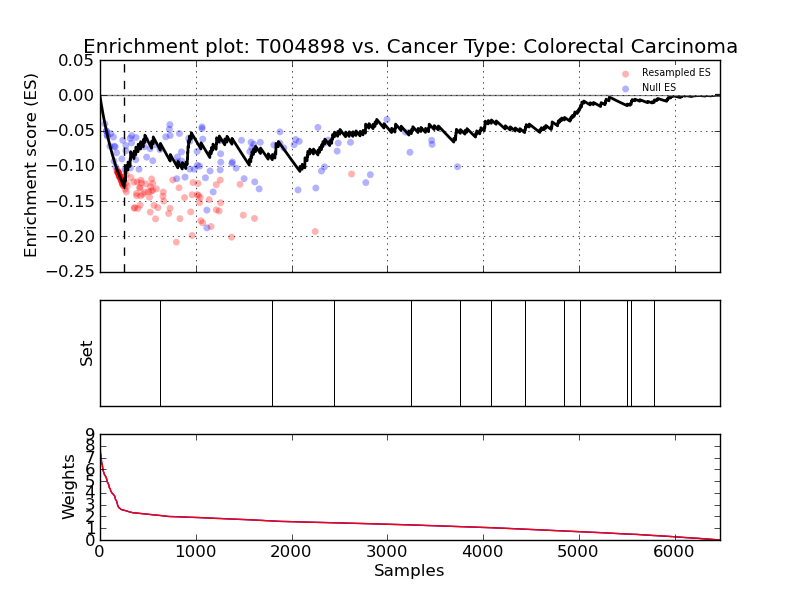 Enrichment plot: T004898 vs. Cancer Type: Colorectal Carcinoma
Enrichment score (ES)
0.05
0.00
−0.05
−0.10
−0.15
−0.20
−0.25
Resampled ES
Null ES
Set
Weights
9
8
7
6
5
4
3
2
1
0
0 1000 2000 3000 4000 5000 6000
Samples